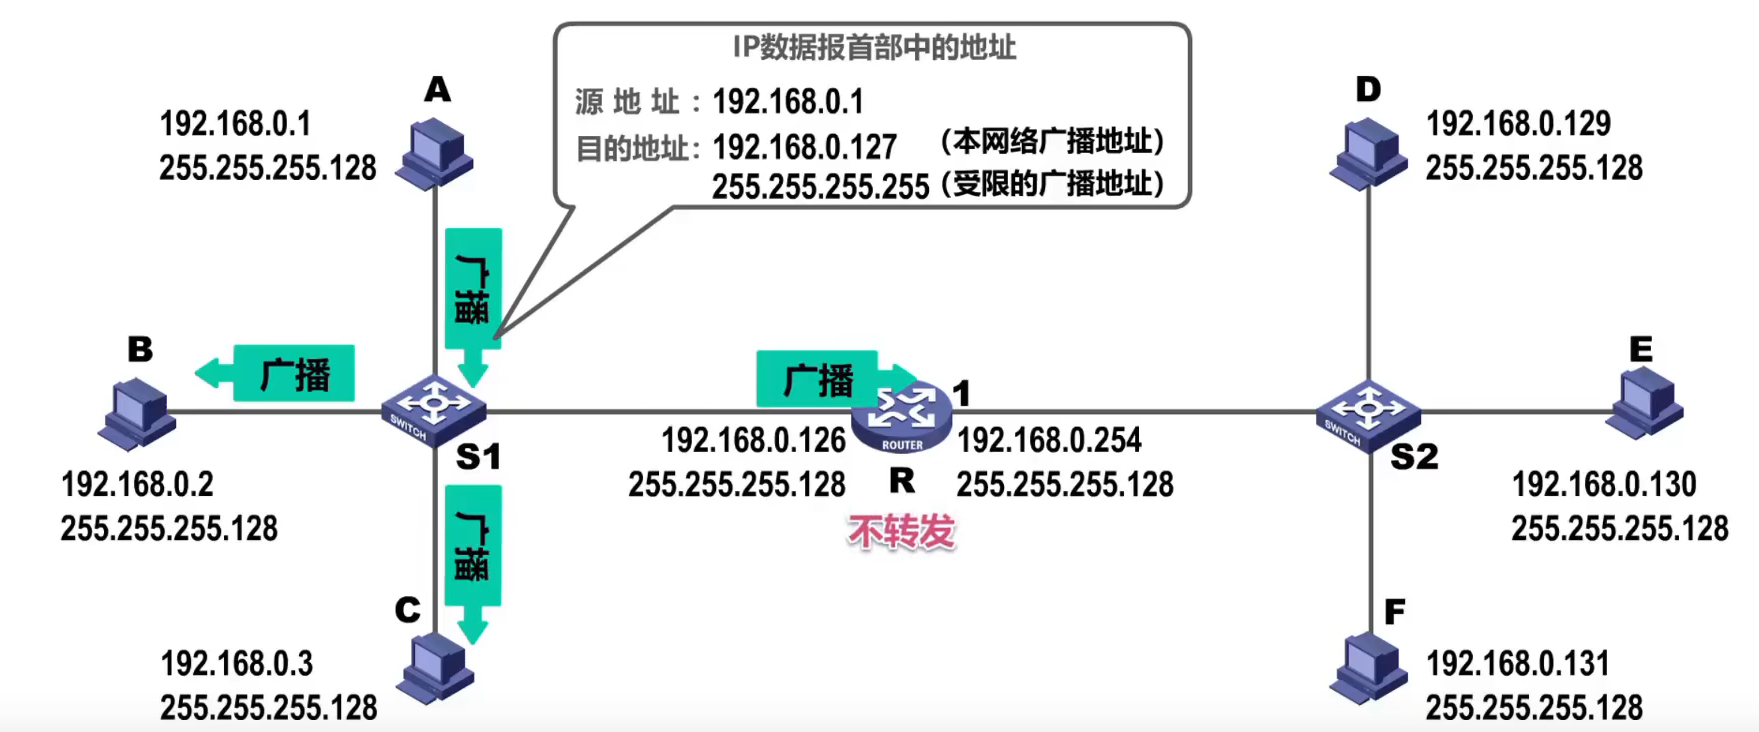 IP数据报首部中的地址
源地址：192.168.0.1
目的地址：192.168.0.127 （本网络广播地址）
255.255.255.255（受限的广播地址）
A
192.168.0.1
255.255.255.128
D
192.168.0.129
255.255.255.128
广播
B
广播
SWITCH
S1
192.168.0.2
255.255.255.128
广播
1
ROUTER
192.168.0.126
255.255.255.128
R
192.168.0.254
255.255.255.128
不转发
SWITCH
S2
E
192.168.0.130
255.255.255.128
广播
C
192.168.0.3
255.255.255.128
F
192.168.0.131
255.255.255.128